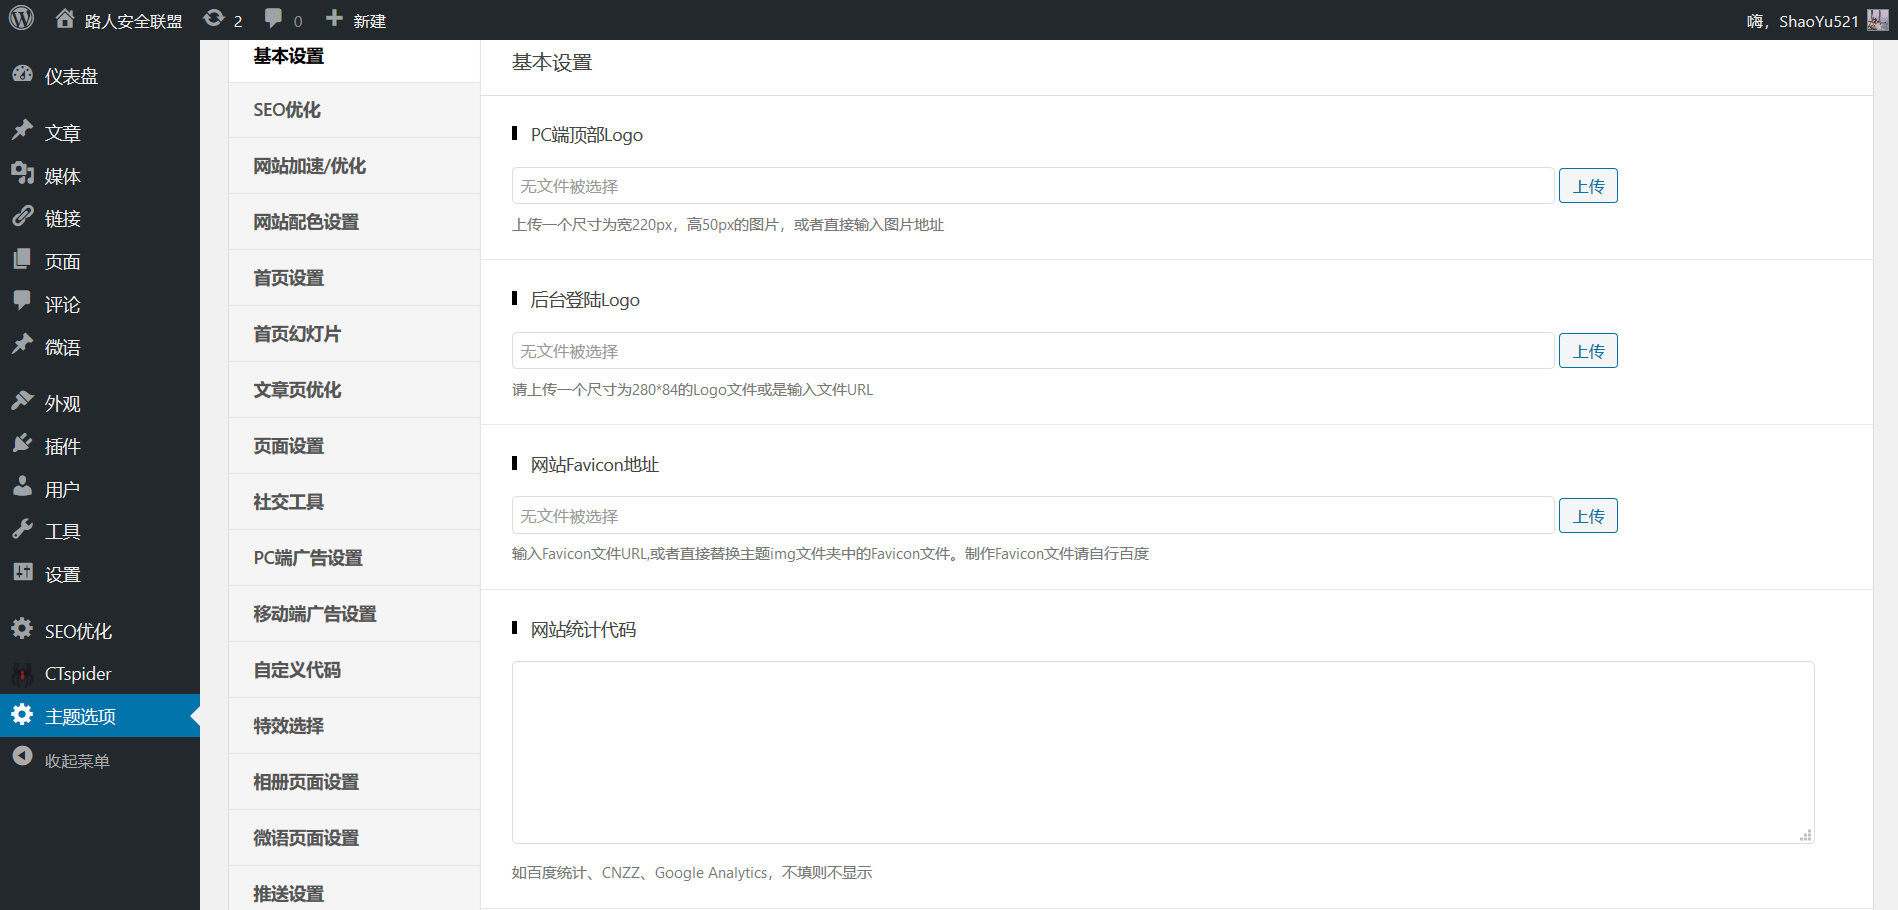 路人安全联盟 2 0 新建
嗨，ShaoYu521
仪表盘
文章
媒体
链接
页面
评论
微语
外观
插件
用户
工具
设置
SEO优化
CTspider
主题选项
收起菜单
基本设置
SEO优化
网站加速/优化
网站配色设置
首页设置
首页幻灯片
文章页优化
页面设置
社交工具
PC端广告设置
移动端广告设置
自定义代码
特效选择
相册页面设置
微语页面设置
推送设置
基本设置
PC端顶部Logo
无文件被选择 上传
上传一个尺寸为宽220px，高50px的图片，或者直接输入图片地址
后台登陆Logo
无文件被选择 上传
请上传一个尺寸为280*84的Logo文件或是输入文件URL
网站Favicon地址
无文件被选择 上传
输入Favicon文件URL,或者直接替换主题img文件夹中的Favicon文件。制作Favicon文件请自行百度
网站统计代码
如百度统计、CNZZ、Google Analytics，不填则不显示